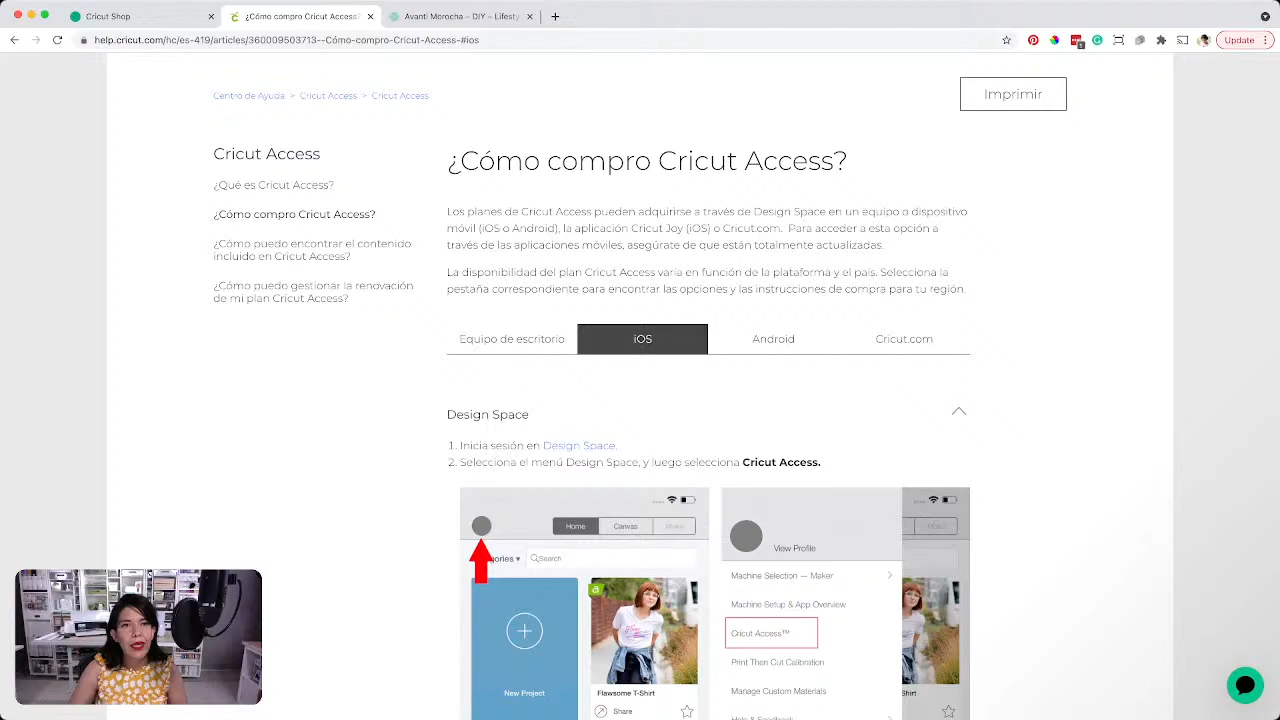 Cricut Shop
¿Cómo compro Cricut Access?
Avanti Morocha – DIY – Lifesty
help.cricut.com/hc/es-419/articles/360009503713--Cómo-compro-Cricut-Access-#ios
1
Update
Centro de Ayuda > Cricut Access > Cricut Access
Imprimir
Cricut Access
¿Qué es Cricut Access?
¿Cómo compro Cricut Access?
¿Cómo puedo encontrar el contenido
incluido en Cricut Access?
¿Cómo puedo gestionar la renovación
de mi plan Cricut Access?
¿Cómo compro Cricut Access?
Los planes de Cricut Access pueden adquirirse a través de Design Space en un equipo o dispositivo
móvil (iOS o Android), la aplicación Cricut Joy (iOS) o Cricut.com. Para acceder a esta opción a
través de las aplicaciones móviles, asegúrate de que están totalmente actualizadas.
La disponibilidad del plan Cricut Access varía en función de la plataforma y el país. Selecciona la
pestaña correspondiente para encontrar las opciones y las instrucciones de compra para tu región.
Equipo de escritorio
iOS
Android
Cricut.com
Design Space
1. Inicia sesión en Design Space.
2. Selecciona el menú Design Space, y luego selecciona Cricut Access.
Home
Canvas
Make
gories ▾
Search
New Project
a
Flawsome T-Shirt
Share
View Profile
Make
Machine Selection — Maker
Machine Setup & App Overview
Cricut Access™
Print Then Cut Calibration
Manage Custom Materials
Help & Feedback
Shirt